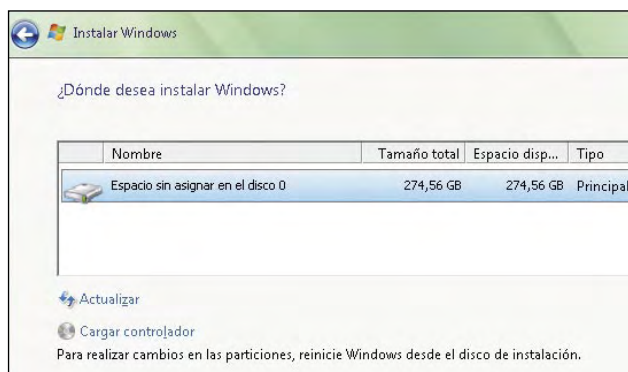 Instalar Windows
¿Dónde desea instalar Windows?
Nombre Tamaño total Espacio disp... Tipo
Espacio sin asignar en el disco 0 274,56 GB 274,56 GB Principal
Actualizar
Cargar controlador
Para realizar cambios en las particiones, reinicie Windows desde el disco de instalación.